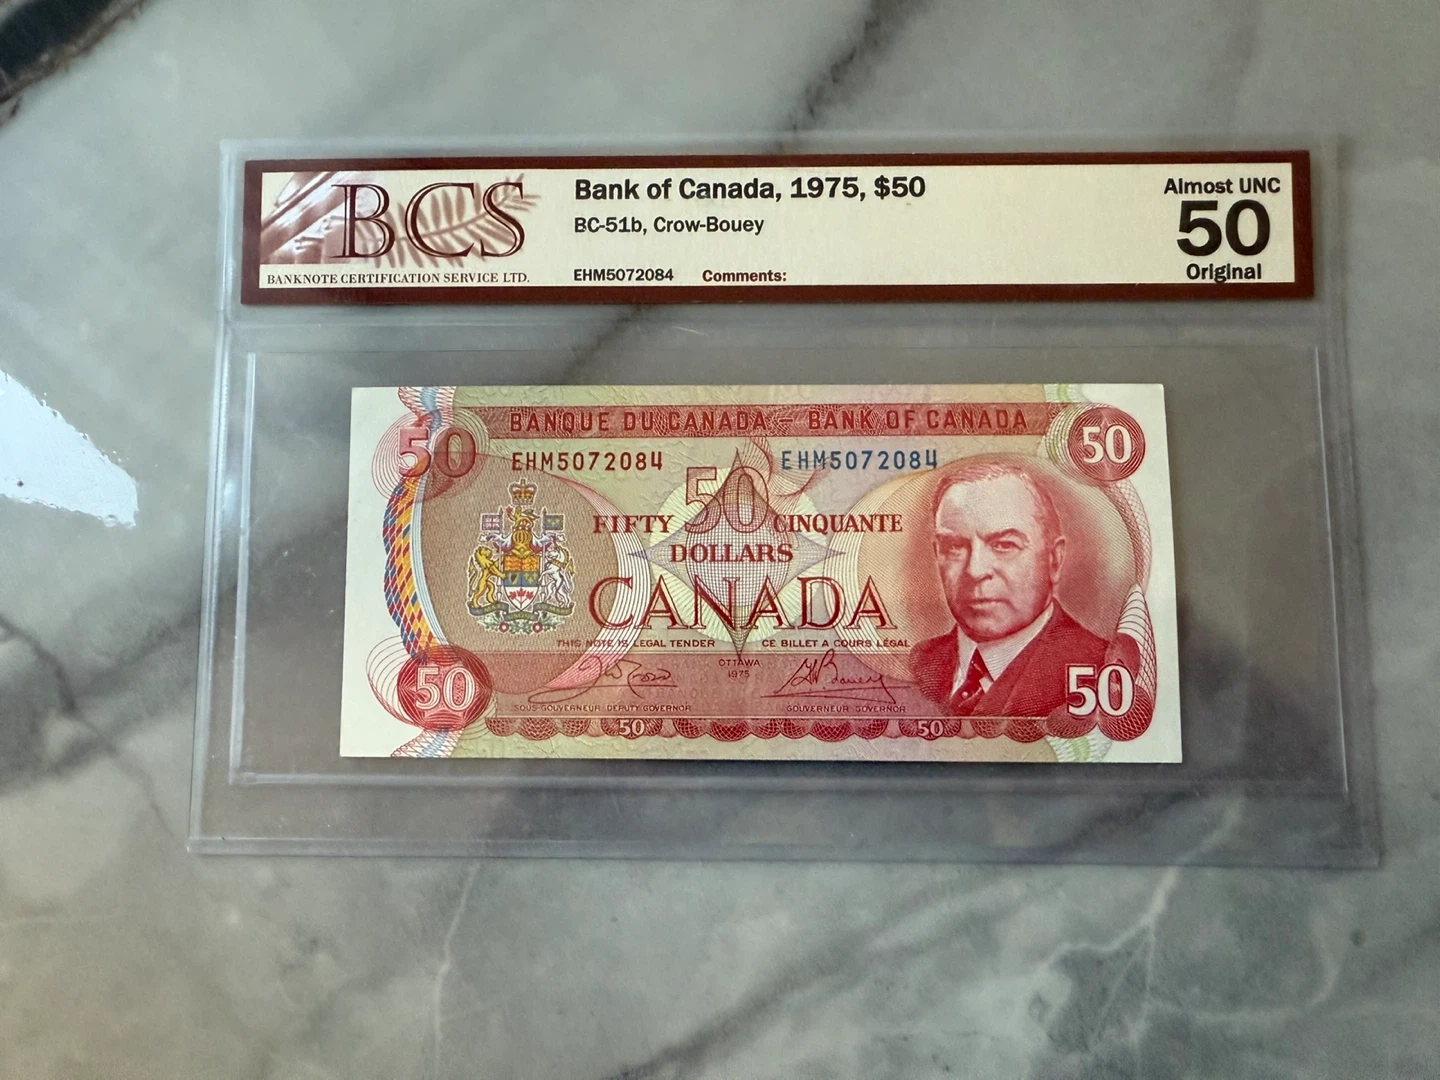 BCS
BANKNOTE CERTIFICATION SERVICE LTD.
Bank of Canada, 1975, $50
BC-51b, Crow-Bouey
EHM5072084 Comments:
Almost UNC
50
Original
BANQUE DU CANADA – BANK OF CANADA
50
50
EHM5072084
EHM5072084
50
FIFTY CINQUANTE
DOLLARS
CANADA
THIS NOTE IS LEGAL TENDER CE BILLET A COURS LÉGAL
OTTAWA
1975
SOUS-GOUVERNEUR DEPUTY GOVERNOR
GOUVERNEUR GOVERNOR
50
50
50
50